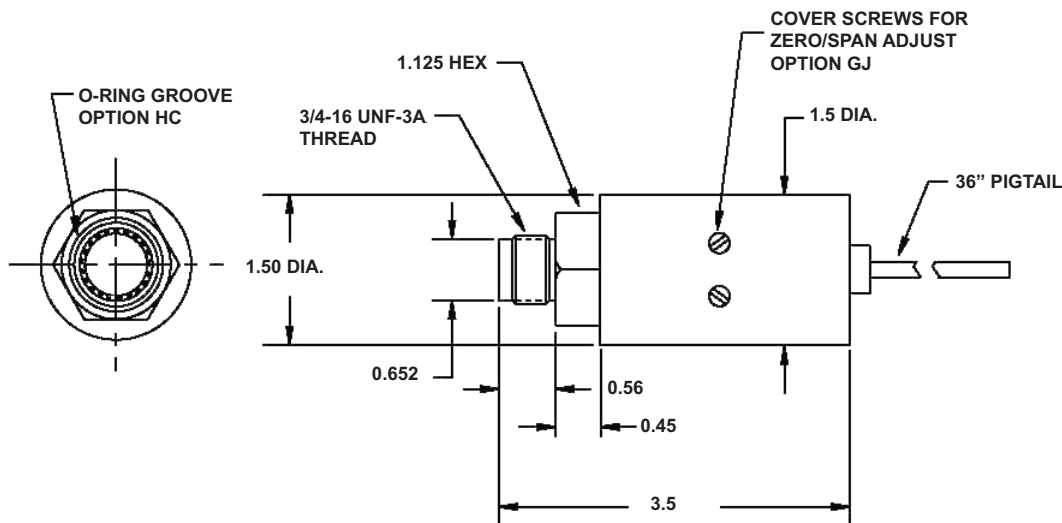 COVER SCREWS FOR
ZERO/SPAN ADJUST
OPTION GJ
1.125 HEX
O-RING GROOVE
OPTION HC
3/4-16 UNF-3A
THREAD
1.5 DIA.
36” PIGTAIL
1.50 DIA.
0.652
0.56
0.45
3.5